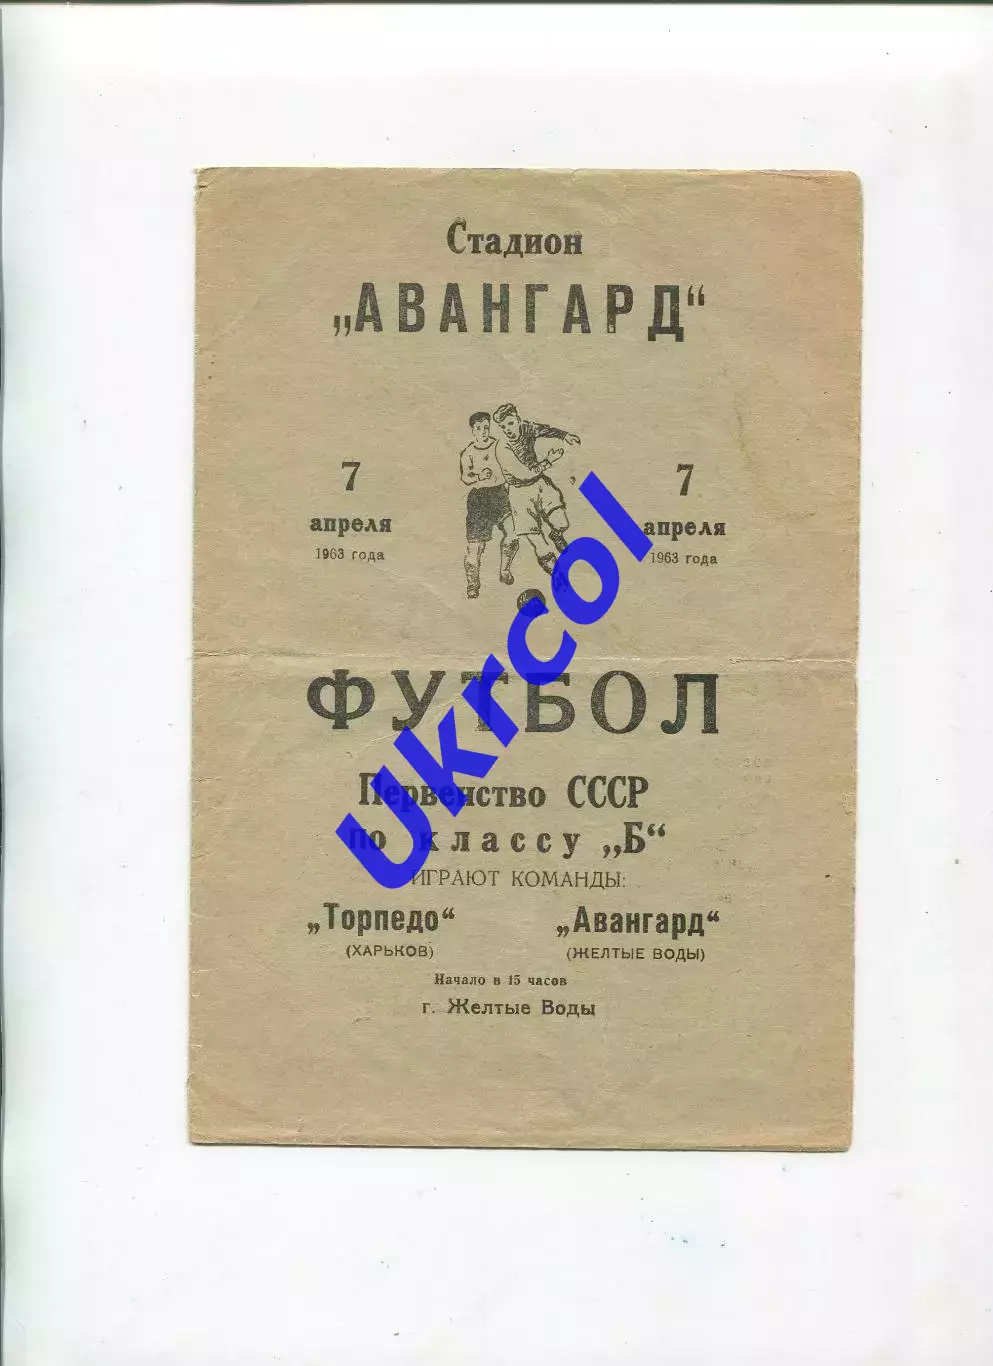 Стадион
„АВАНГАРД“
7
апреля
1963 года
7
апреля
1963 года
ФУТБОЛ
Первенство СССР
по классу „Б“
ИГРАЮТ КОМАНДЫ:
„Торпедо“ „Авангард“
(ХАРЬКОВ) (ЖЕЛТЫЕ ВОДЫ)
Начало в 15 часов
г. Желтые Воды
Ukrcol